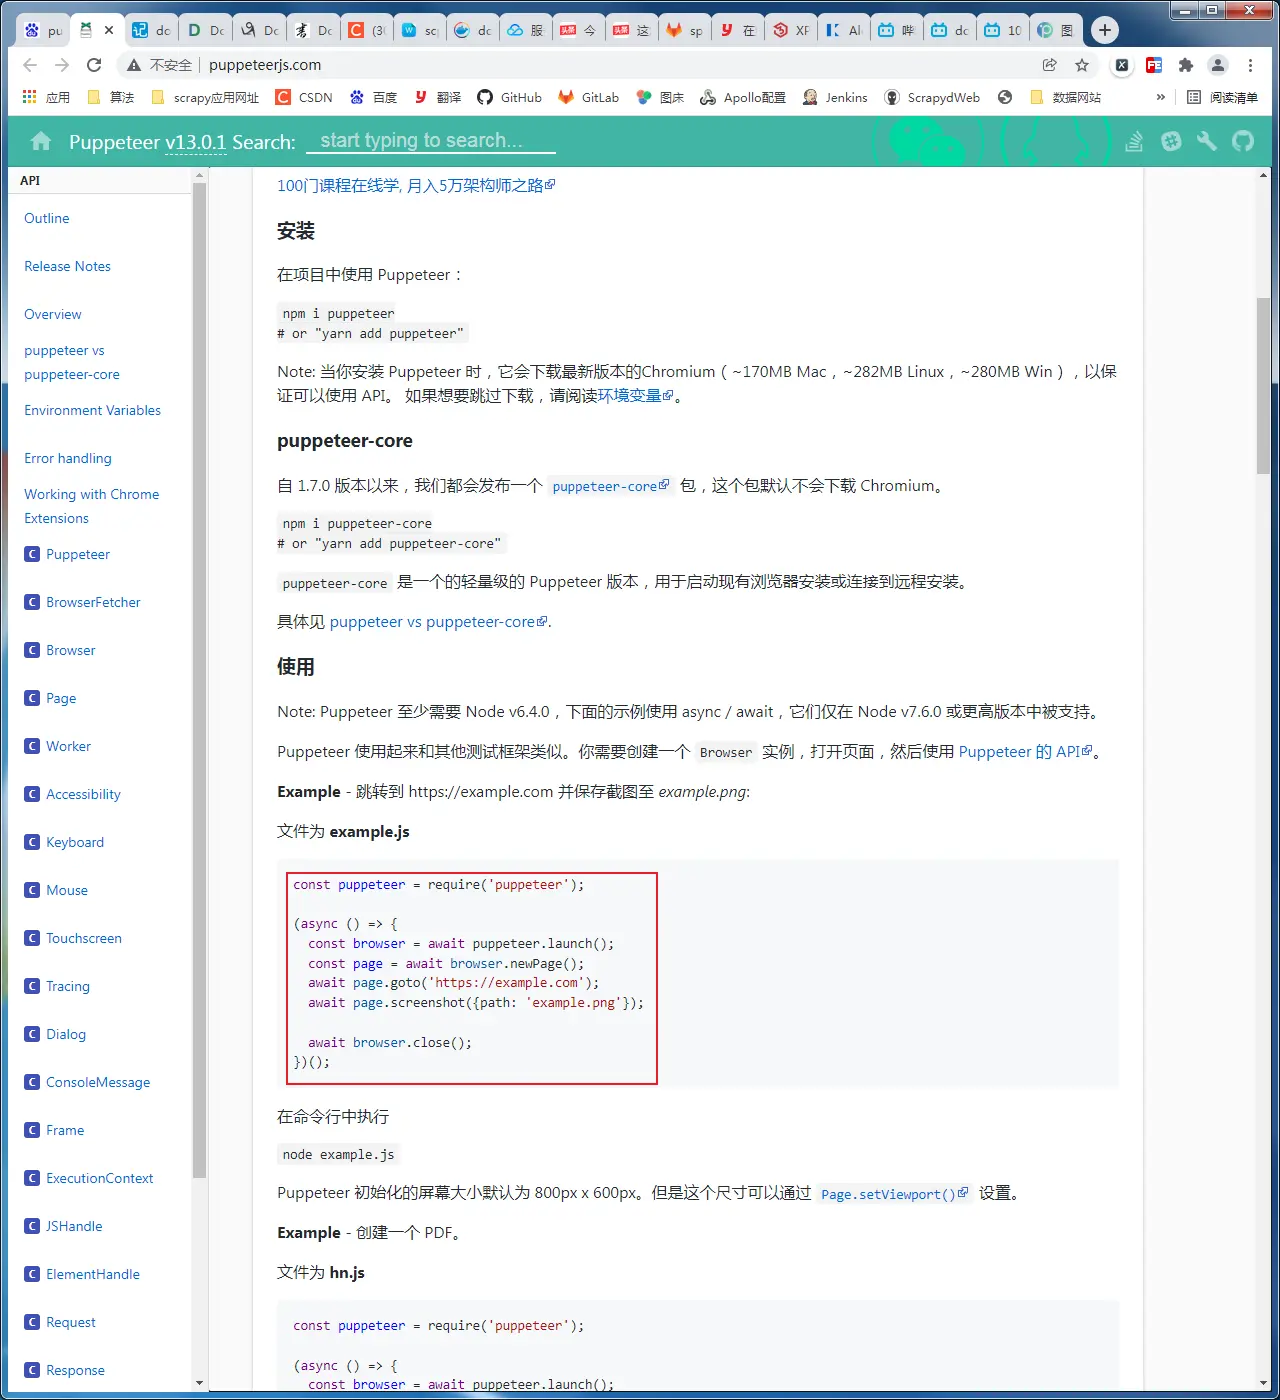 pu
dc
Dc
Dc
Dc
(3(
sc
dc
服
今
这
sp
在
XF
Al
哔
dc
10
图
不安全 puppeteerjs.com
应用 算法 scrapy应用网址 CSDN 百度 翻译 GitHub GitLab 图床 Apollo配置 Jenkins ScrapydWeb 数据网站 » 阅读清单
Puppeteer v13.0.1 Search: start typing to search...
API
Outline
Release Notes
Overview
puppeteer vs
puppeteer-core
Environment Variables
Error handling
Working with Chrome
Extensions
C Puppeteer
C BrowserFetcher
C Browser
C Page
C Worker
C Accessibility
C Keyboard
C Mouse
C Touchscreen
C Tracing
C Dialog
C ConsoleMessage
C Frame
C ExecutionContext
C JSHandle
C ElementHandle
C Request
C Response
100门课程在线学, 月入5万架构师之路
安装
在项目中使用 Puppeteer：
npm i puppeteer
# or "yarn add puppeteer"
Note: 当你安装 Puppeteer 时，它会下载最新版本的Chromium（~170MB Mac，~282MB Linux，~280MB Win），以保
证可以使用 API。 如果想要跳过下载，请阅读环境变量。
puppeteer-core
自 1.7.0 版本以来，我们都会发布一个 puppeteer-core 包，这个包默认不会下载 Chromium。
npm i puppeteer-core
# or "yarn add puppeteer-core"
puppeteer-core 是一个的轻量级的 Puppeteer 版本，用于启动现有浏览器安装或连接到远程安装。
具体见 puppeteer vs puppeteer-core.
使用
Note: Puppeteer 至少需要 Node v6.4.0，下面的示例使用 async / await，它们仅在 Node v7.6.0 或更高版本中被支持。
Puppeteer 使用起来和其他测试框架类似。你需要创建一个 Browser 实例，打开页面，然后使用 Puppeteer 的 API。
Example - 跳转到 https://example.com 并保存截图至 example.png:
文件为 example.js
const puppeteer = require('puppeteer');
(async () => {
const browser = await puppeteer.launch();
const page = await browser.newPage();
await page.goto('https://example.com');
await page.screenshot({path: 'example.png'});
await browser.close();
})();
在命令行中执行
node example.js
Puppeteer 初始化的屏幕大小默认为 800px x 600px。但是这个尺寸可以通过 Page.setViewport() 设置。
Example - 创建一个 PDF。
文件为 hn.js
const puppeteer = require('puppeteer');
(async () => {
const browser = await puppeteer.launch();